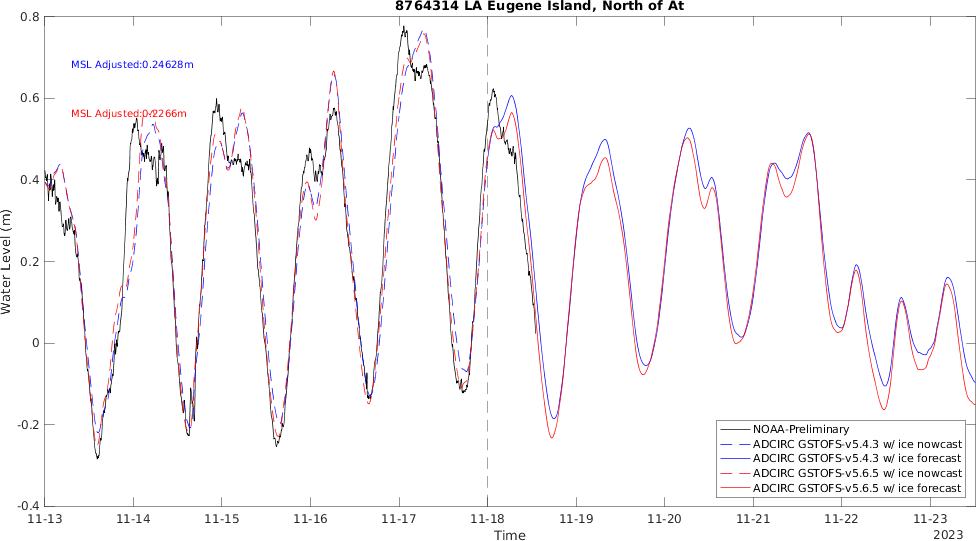 8764314 LA Eugene Island, North of At
0.8
0.6
0.4
0.2
0
-0.2
-0.4
Water Level (m)
MSL Adjusted:0.24628m
MSL Adjusted:0.2266m
NOAA-Preliminary
ADCIRC GSTOFS-v5.4.3 w/ ice nowcast
ADCIRC GSTOFS-v5.4.3 w/ ice forecast
ADCIRC GSTOFS-v5.6.5 w/ ice nowcast
ADCIRC GSTOFS-v5.6.5 w/ ice forecast
11-13 11-14 11-15 11-16 11-17 11-18 11-19 11-20 11-21 11-22 11-23
Time
2023